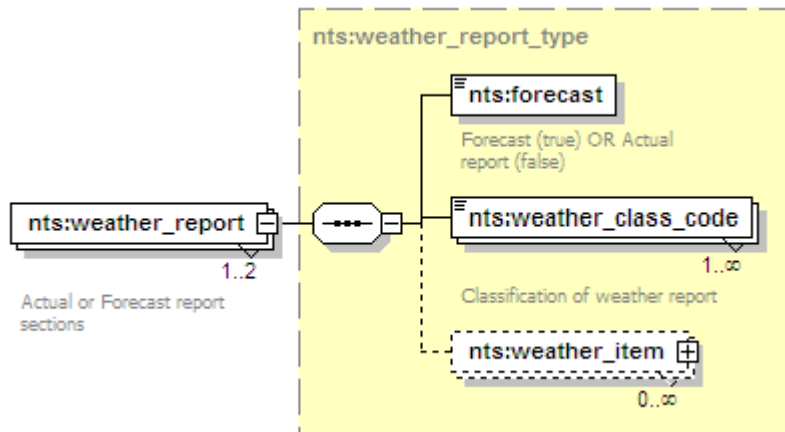 nts:weather_report_type
nts:forecast
Forecast (true) OR Actual
report (false)
nts:weather_report
1..2
Actual or Forecast report
sections
nts:weather_class_code
1..∞
Classification of weather report
nts:weather_item
0..∞